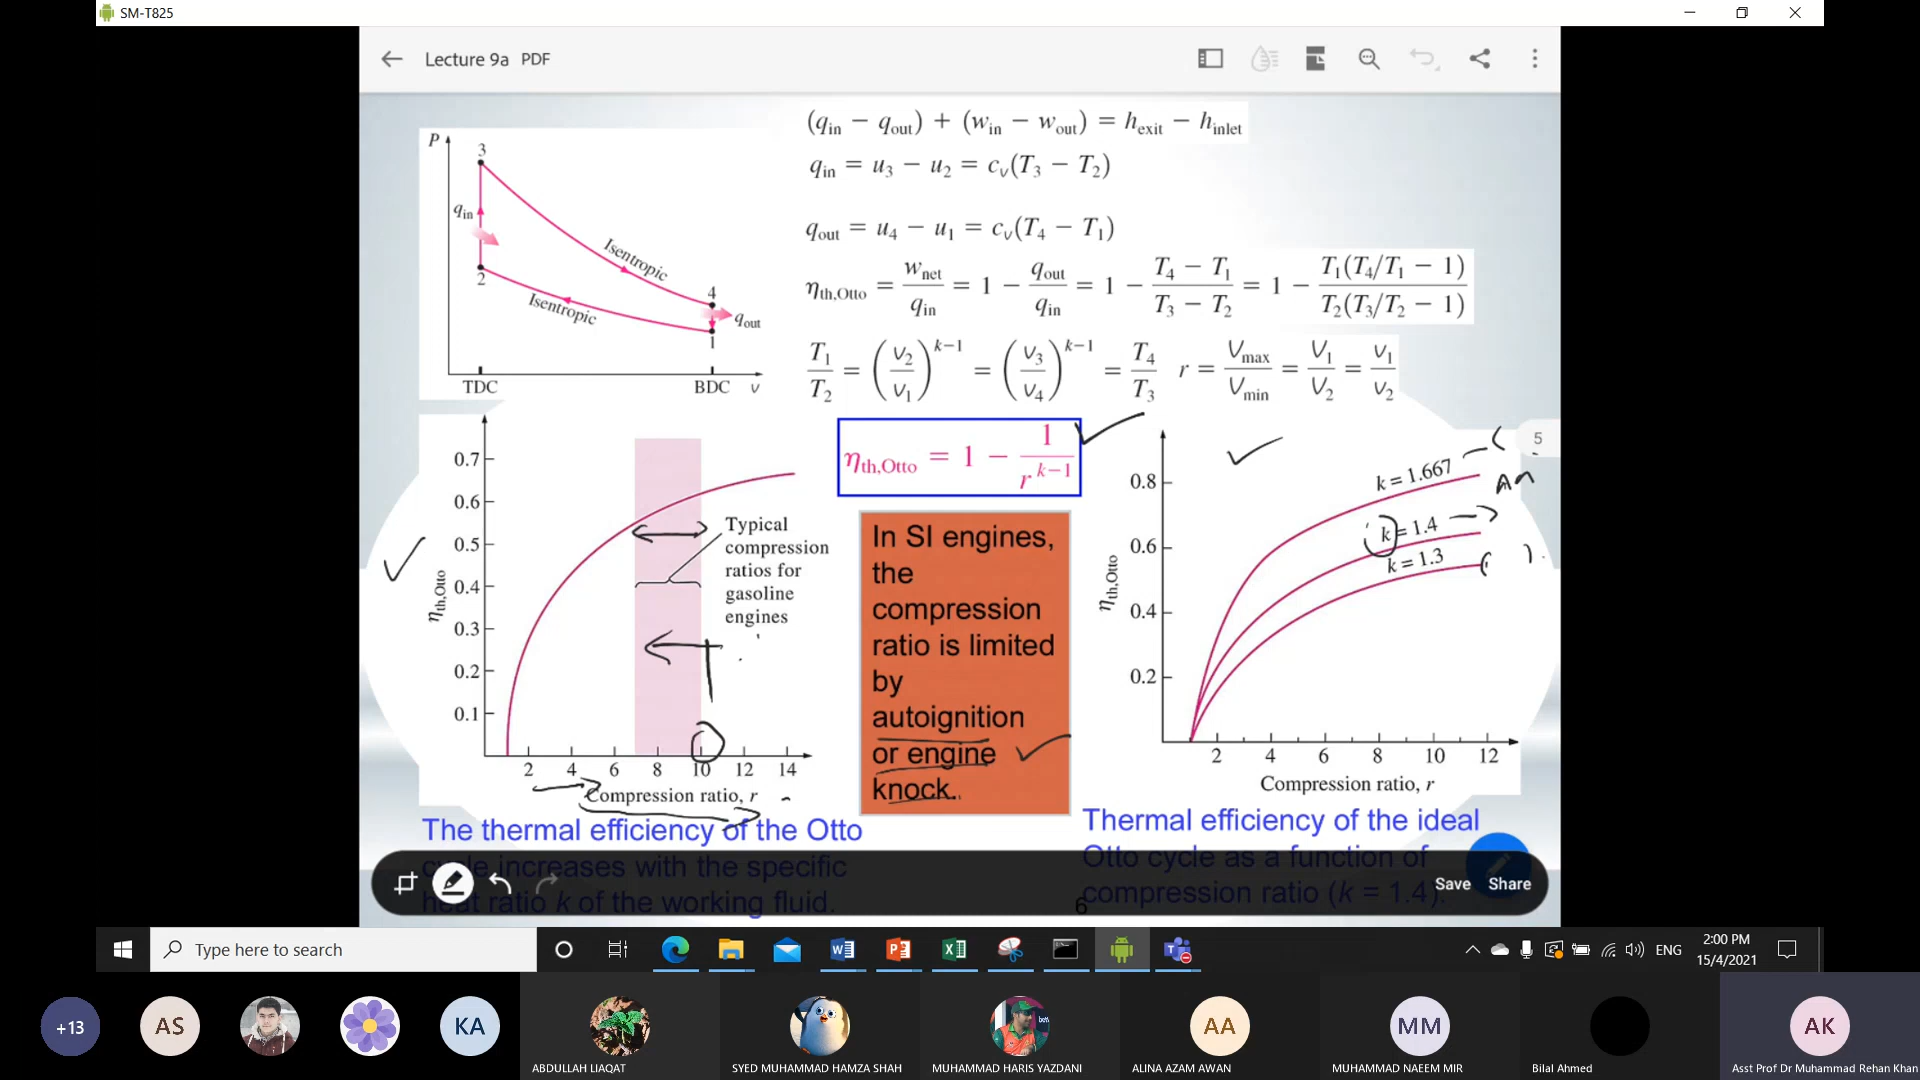 SM-T825
Lecture 9a PDF
(q_in − q_out) + (w_in − w_out) = h_exit − h_inlet
q_in = u_3 − u_2 = c_v(T_3 − T_2)
q_out = u_4 − u_1 = c_v(T_4 − T_1)
η_th,Otto = w_net/q_in = 1 − q_out/q_in = 1 − (T_4 − T_1)/(T_3 − T_2) = 1 − T_1(T_4/T_1 − 1)/T_2(T_3/T_2 − 1)
T_1/T_2 = (v_2/v_1)^(k−1) = (v_3/v_4)^(k−1) = T_4/T_3 r = V_max/V_min = V_1/V_2 = v_1/v_2
P
3
q_in
Isentropic
2
Isentropic
4
q_out
1
TDC
BDC
v
η_th,Otto = 1 − 1/r^(k−1)
0.7
0.6
0.5
0.4
0.3
0.2
0.1
η_th,Otto
Typical
compression
ratios for
gasoline
engines
2 4 6 8 10 12 14
Compression ratio, r
In SI engines,
the
compression
ratio is limited
by
autoignition
or engine
knock.
5
0.8
0.6
0.4
0.2
η_th,Otto
k = 1.667
k = 1.4
k = 1.3
2 4 6 8 10 12
Compression ratio, r
The thermal efficiency of the Otto
cycle increases with the specific
heat ratio k of the working fluid.
Thermal efficiency of the ideal
Otto cycle as a function of
compression ratio (k = 1.4).
6
Save Share
Type here to search
ENG
2:00 PM
15/4/2021
+13
AS
KA
ABDULLAH LIAQAT
SYED MUHAMMAD HAMZA SHAH
MUHAMMAD HARIS YAZDANI
AA
ALINA AZAM AWAN
MM
MUHAMMAD NAEEM MIR
Bilal Ahmed
AK
Asst Prof Dr Muhammad Rehan Khan